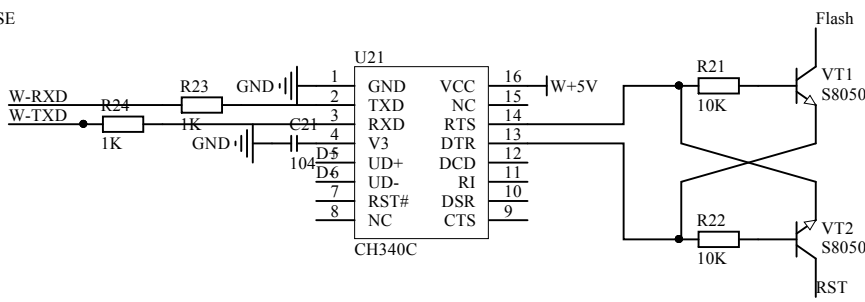 SE
Flash
U21
W-RXD
R23
1K
W-TXD
R24
1K
GND
GND
C21
104
D+
D-
1
2
3
4
5
6
7
8
GND
TXD
RXD
V3
UD+
UD-
RST#
NC
VCC
NC
RTS
DTR
DCD
RI
DSR
CTS
16
15
14
13
12
11
10
9
CH340C
W+5V
R21
10K
VT1
S8050
R22
10K
VT2
S8050
RST